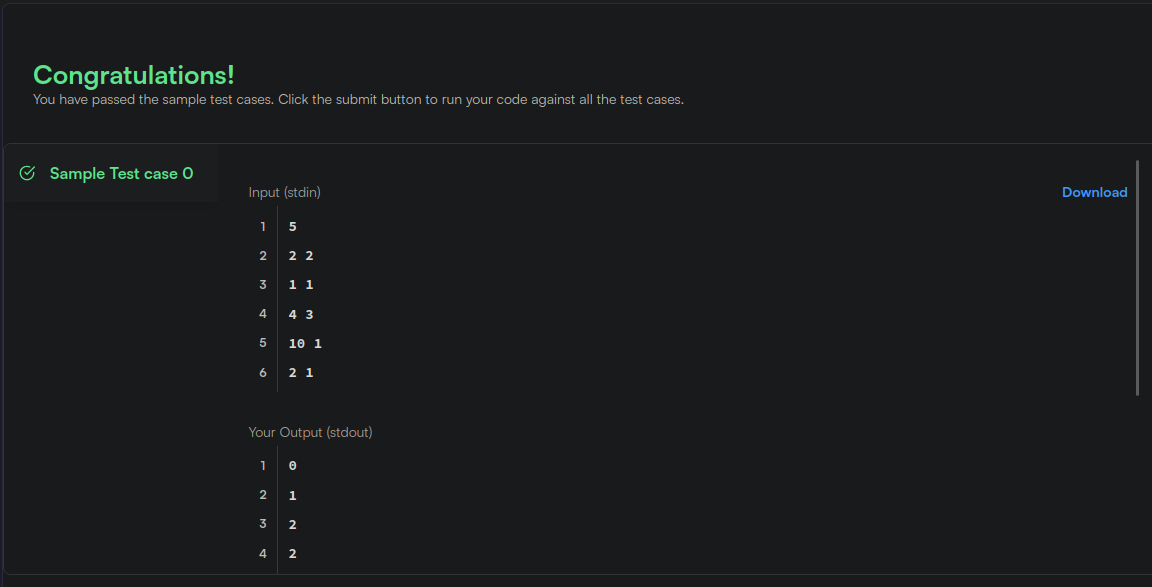 Congratulations!
You have passed the sample test cases. Click the submit button to run your code against all the test cases.
Sample Test case 0
Input (stdin)
Download
1 5
2 2 2
3 1 1
4 4 3
5 10 1
6 2 1
Your Output (stdout)
1 0
2 1
3 2
4 2